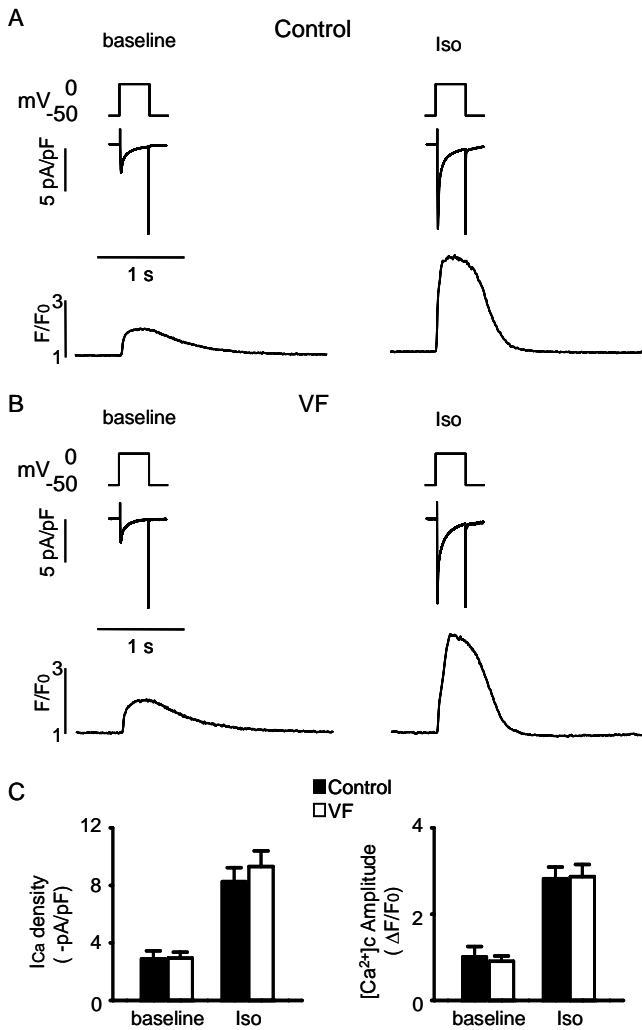 A
Control
baseline
Iso
mV
0
-50
5 pA/pF
1 s
F/F0
3
1
B
VF
baseline
Iso
mV
0
-50
5 pA/pF
1 s
F/F0
3
1
C
Control
VF
ICa density
( -pA/pF)
12
8
4
0
baseline
Iso
[Ca²⁺]c Amplitude
( ΔF/F0)
4
2
0
baseline
Iso